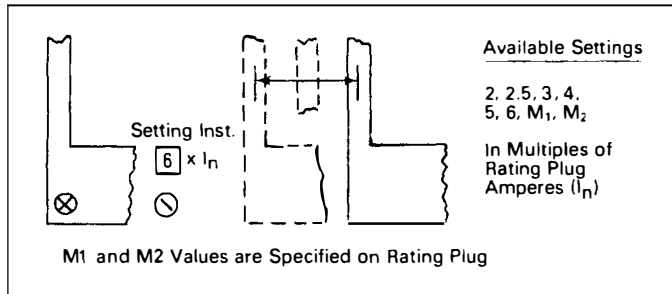 Available Settings
2, 2.5, 3, 4,
5, 6, M₁, M₂
In Multiples of
Rating Plug
Amperes (Iₙ)
Setting Inst.
6 x Iₙ
M1 and M2 Values are Specified on Rating Plug